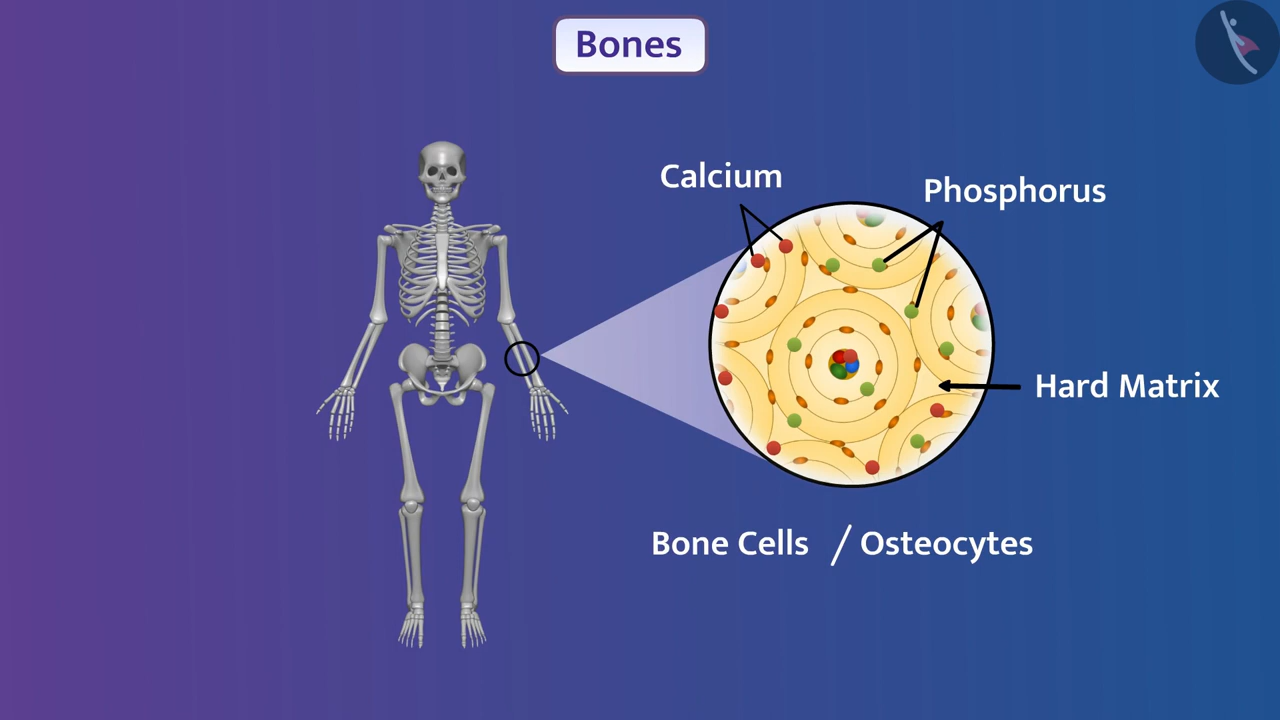 Bones
Calcium
Phosphorus
Hard Matrix
Bone Cells / Osteocytes